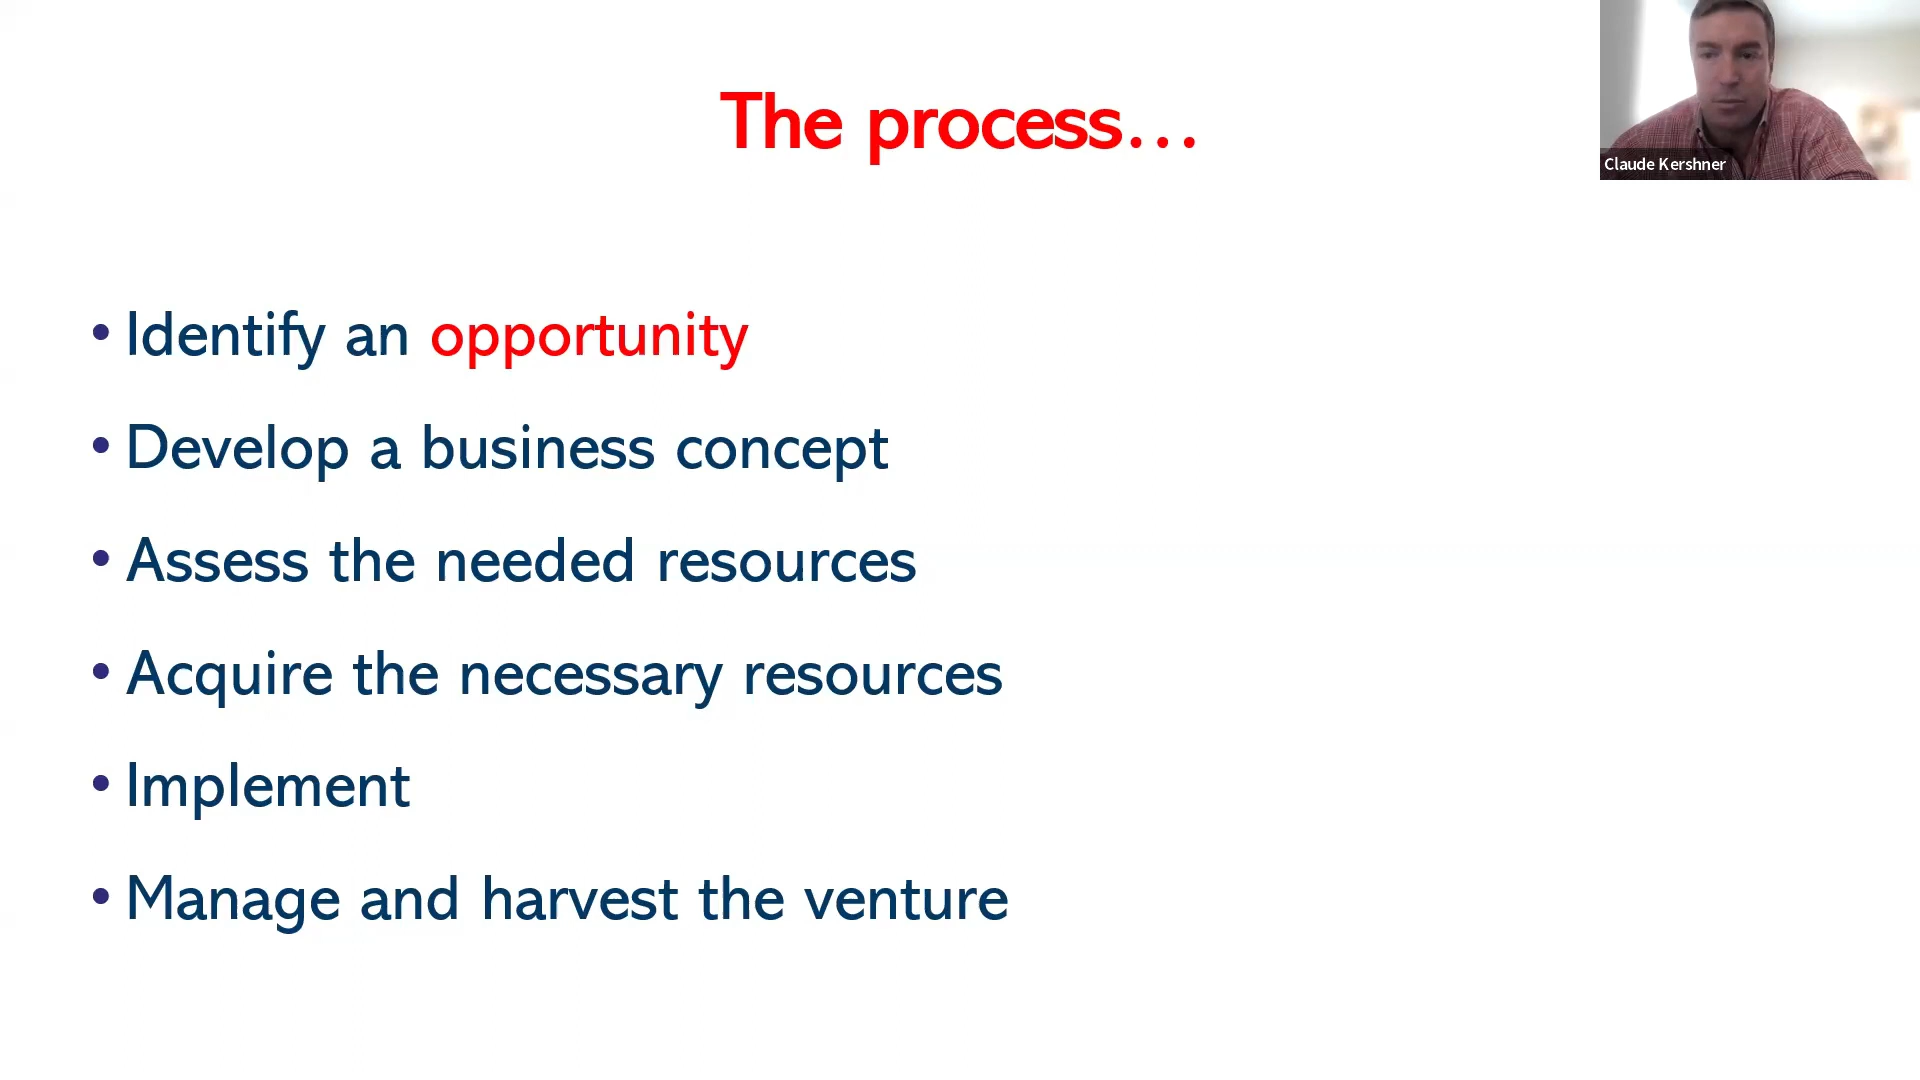 The process…
Claude Kershner
• Identify an opportunity
• Develop a business concept
• Assess the needed resources
• Acquire the necessary resources
• Implement
• Manage and harvest the venture